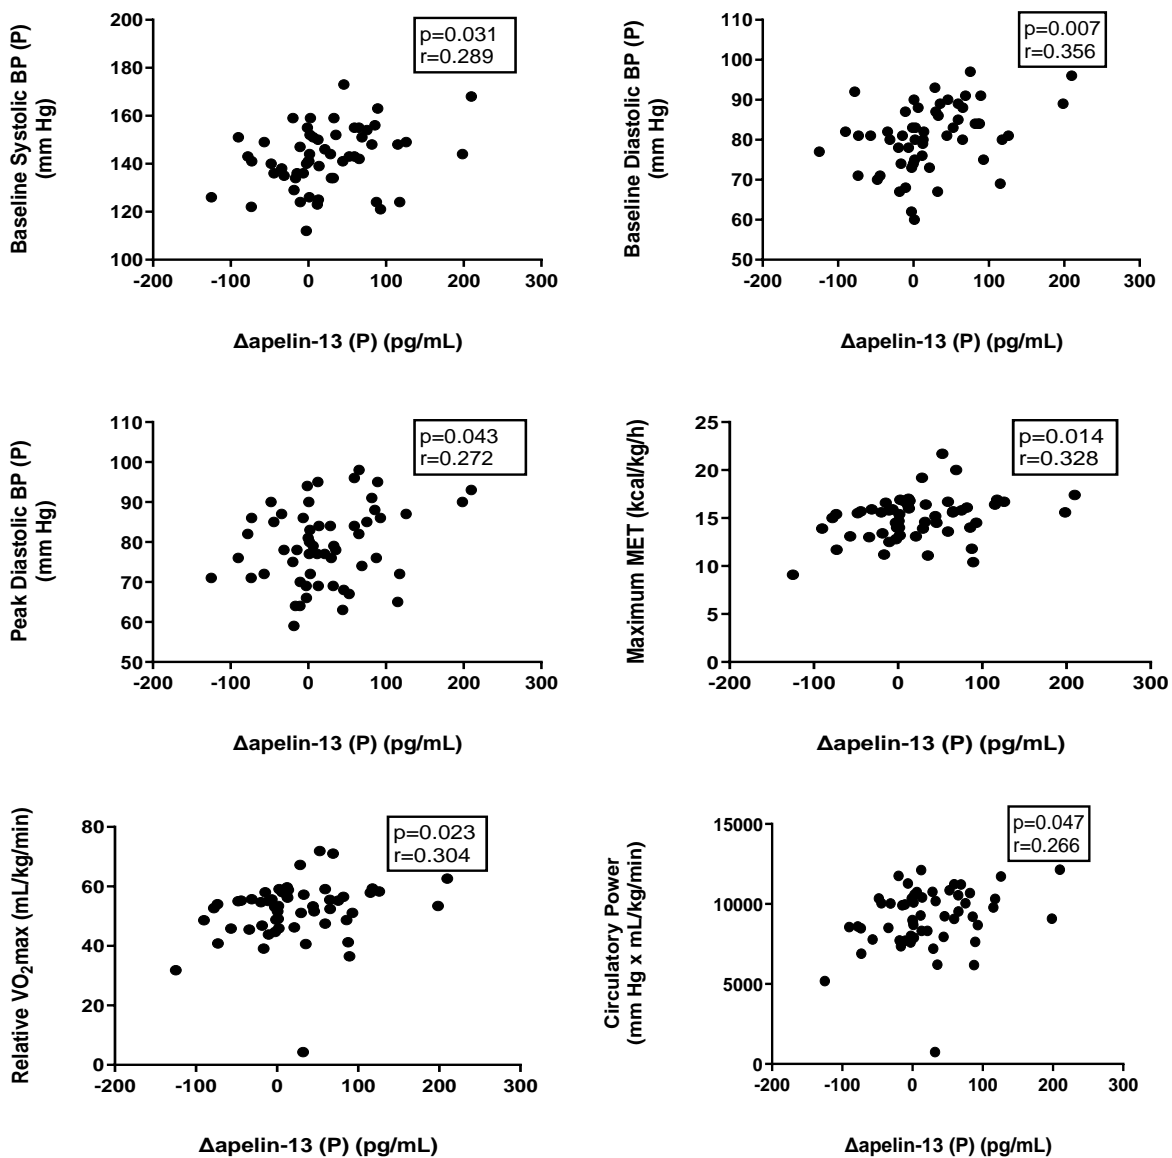 Baseline Systolic BP (P)
(mm Hg)
200
180
160
140
120
100
-200 -100 0 100 200 300
Δapelin-13 (P) (pg/mL)
p=0.031
r=0.289
Baseline Diastolic BP (P)
(mm Hg)
110
100
90
80
70
60
50
-200 -100 0 100 200 300
Δapelin-13 (P) (pg/mL)
p=0.007
r=0.356
Peak Diastolic BP (P)
(mm Hg)
110
100
90
80
70
60
50
-200 -100 0 100 200 300
Δapelin-13 (P) (pg/mL)
p=0.043
r=0.272
Maximum MET (kcal/kg/h)
25
20
15
10
5
0
-200 -100 0 100 200 300
Δapelin-13 (P) (pg/mL)
p=0.014
r=0.328
Relative VO₂max (mL/kg/min)
80
60
40
20
0
-200 -100 0 100 200 300
Δapelin-13 (P) (pg/mL)
p=0.023
r=0.304
Circulatory Power
(mm Hg x mL/kg/min)
15000
10000
5000
0
-200 -100 0 100 200 300
Δapelin-13 (P) (pg/mL)
p=0.047
r=0.266